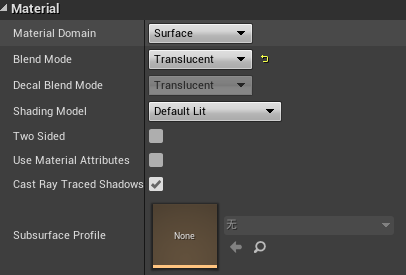 Material
Material Domain Surface
Blend Mode Translucent
Decal Blend Mode Translucent
Shading Model Default Lit
Two Sided
Use Material Attributes
Cast Ray Traced Shadows
Subsurface Profile None 无